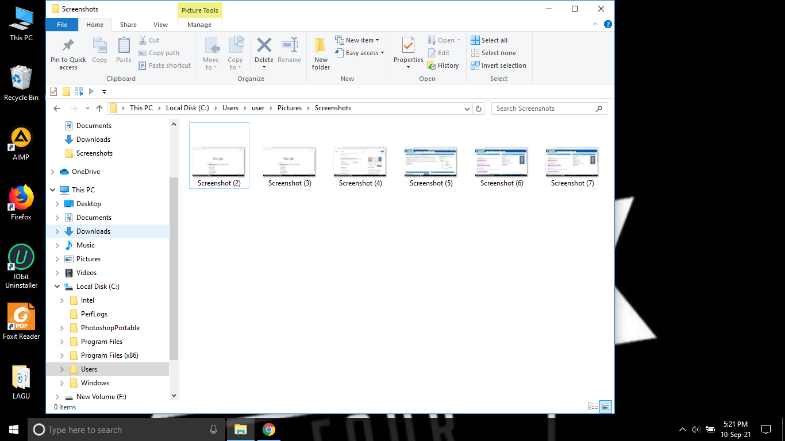 This PC
Recycle Bin
AIMP
Firefox
IObit
Uninstaller
Foxit Reader
LAGU
Screenshots
Picture Tools
File
Home
Share
View
Manage
Pin to Quick
access
Copy
Paste
Cut
Copy path
Paste shortcut
Clipboard
Move
to
Copy
to
Delete
Rename
Organize
New
folder
New item
Easy access
New
Properties
Open
Edit
History
Open
Select all
Select none
Invert selection
Select
This PC > Local Disk (C:) > Users > user > Pictures > Screenshots
Search Screenshots
Documents
Downloads
Screenshots
OneDrive
This PC
Desktop
Documents
Downloads
Music
Pictures
Videos
Local Disk (C:)
Intel
PerfLogs
PhotoshopPortable
Program Files
Program Files (x86)
Users
Windows
New Volume (F:)
0 items
Screenshot (2)
Screenshot (3)
Screenshot (4)
Screenshot (5)
Screenshot (6)
Screenshot (7)
Type here to search
5:21 PM
10-Sep-21